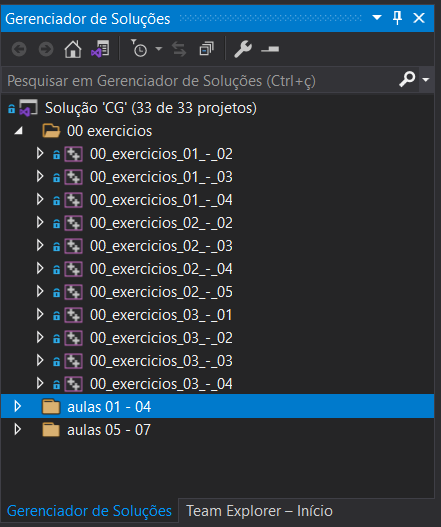 Gerenciador de Soluções
Pesquisar em Gerenciador de Soluções (Ctrl+ç)
Solução 'CG' (33 de 33 projetos)
00 exercicios
00_exercicios_01_-_02
00_exercicios_01_-_03
00_exercicios_01_-_04
00_exercicios_02_-_02
00_exercicios_02_-_03
00_exercicios_02_-_04
00_exercicios_02_-_05
00_exercicios_03_-_01
00_exercicios_03_-_02
00_exercicios_03_-_03
00_exercicios_03_-_04
aulas 01 - 04
aulas 05 - 07
Gerenciador de Soluções Team Explorer – Início